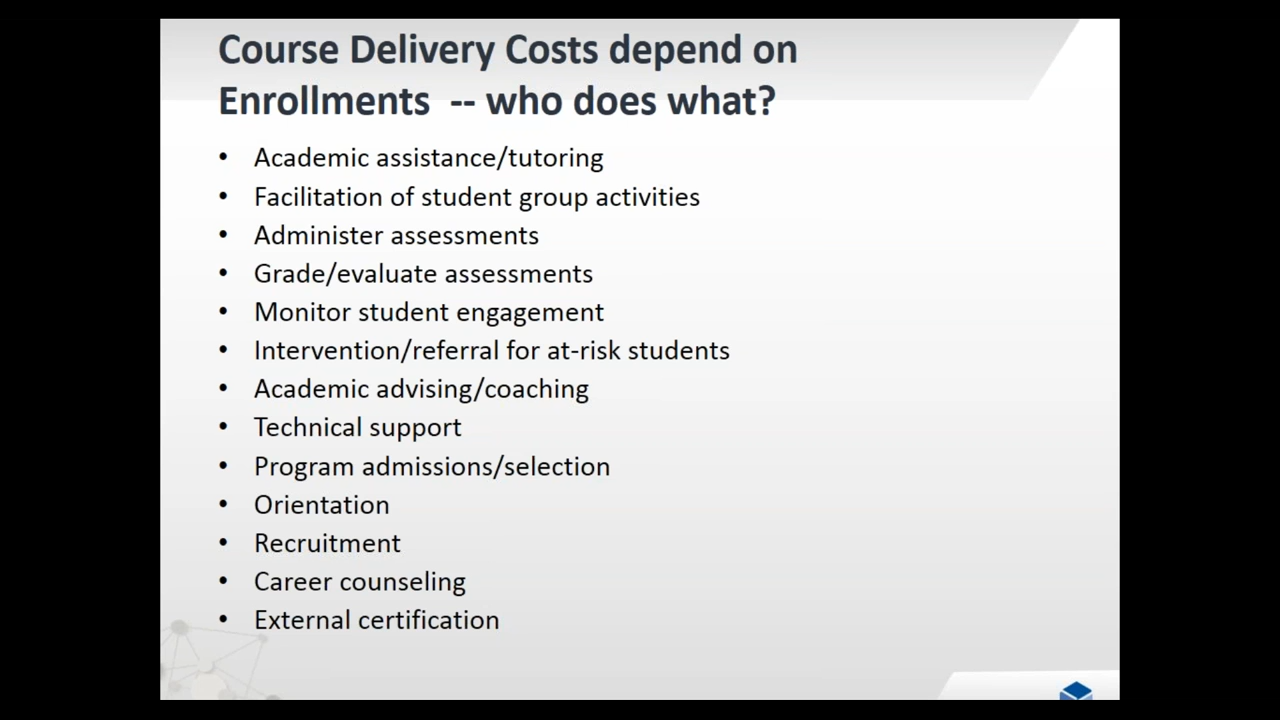 Course Delivery Costs depend on
Enrollments -- who does what?
• Academic assistance/tutoring
• Facilitation of student group activities
• Administer assessments
• Grade/evaluate assessments
• Monitor student engagement
• Intervention/referral for at-risk students
• Academic advising/coaching
• Technical support
• Program admissions/selection
• Orientation
• Recruitment
• Career counseling
• External certification